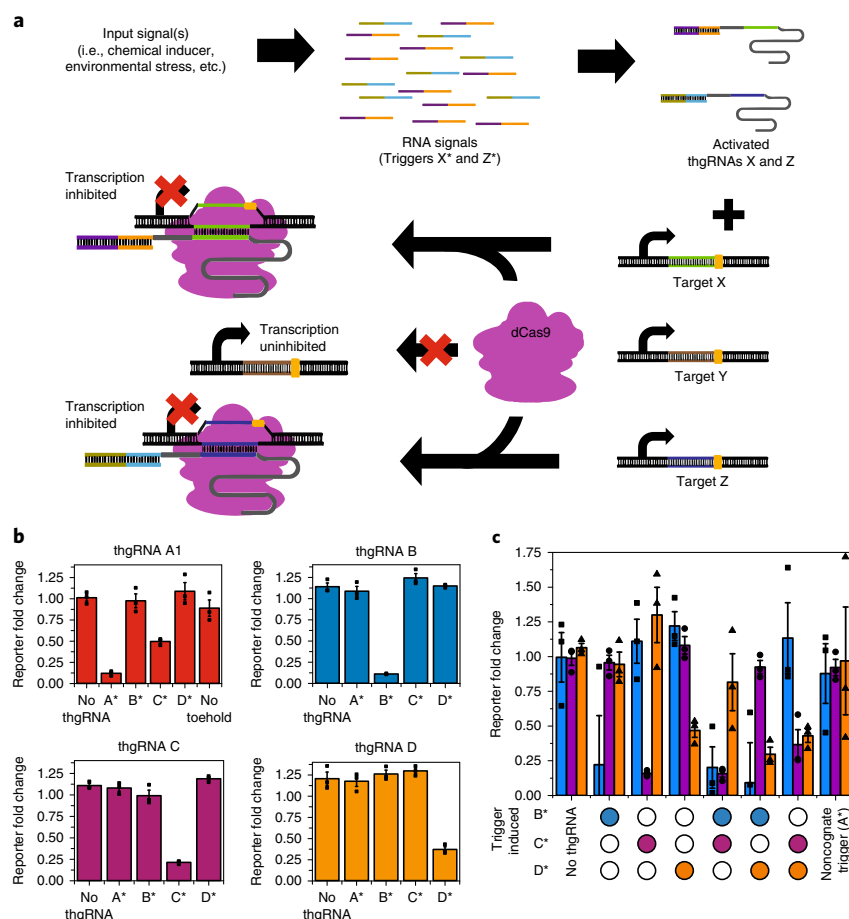 a
Input signal(s)
(i.e., chemical inducer,
environmental stress, etc.)
RNA signals
(Triggers X* and Z*)
Activated
thgRNAs X and Z
Transcription
inhibited
Target X
Transcription
uninhibited
dCas9
Target Y
Transcription
inhibited
Target Z
b
thgRNA A1
Reporter fold change
1.25
1.00
0.75
0.50
0.25
0.00
No
thgRNA
A*
B*
C*
D*
No
toehold
thgRNA B
Reporter fold change
1.25
1.00
0.75
0.50
0.25
0.00
No
thgRNA
A*
B*
C*
D*
thgRNA C
Reporter fold change
1.25
1.00
0.75
0.50
0.25
0.00
No
thgRNA
A*
B*
C*
D*
thgRNA D
Reporter fold change
1.25
1.00
0.75
0.50
0.25
0.00
No
thgRNA
A*
B*
C*
D*
c
Reporter fold change
1.75
1.50
1.25
1.00
0.75
0.50
0.25
0.00
Trigger
induced
B*
C*
D*
No thgRNA
Noncognate
trigger (A*)